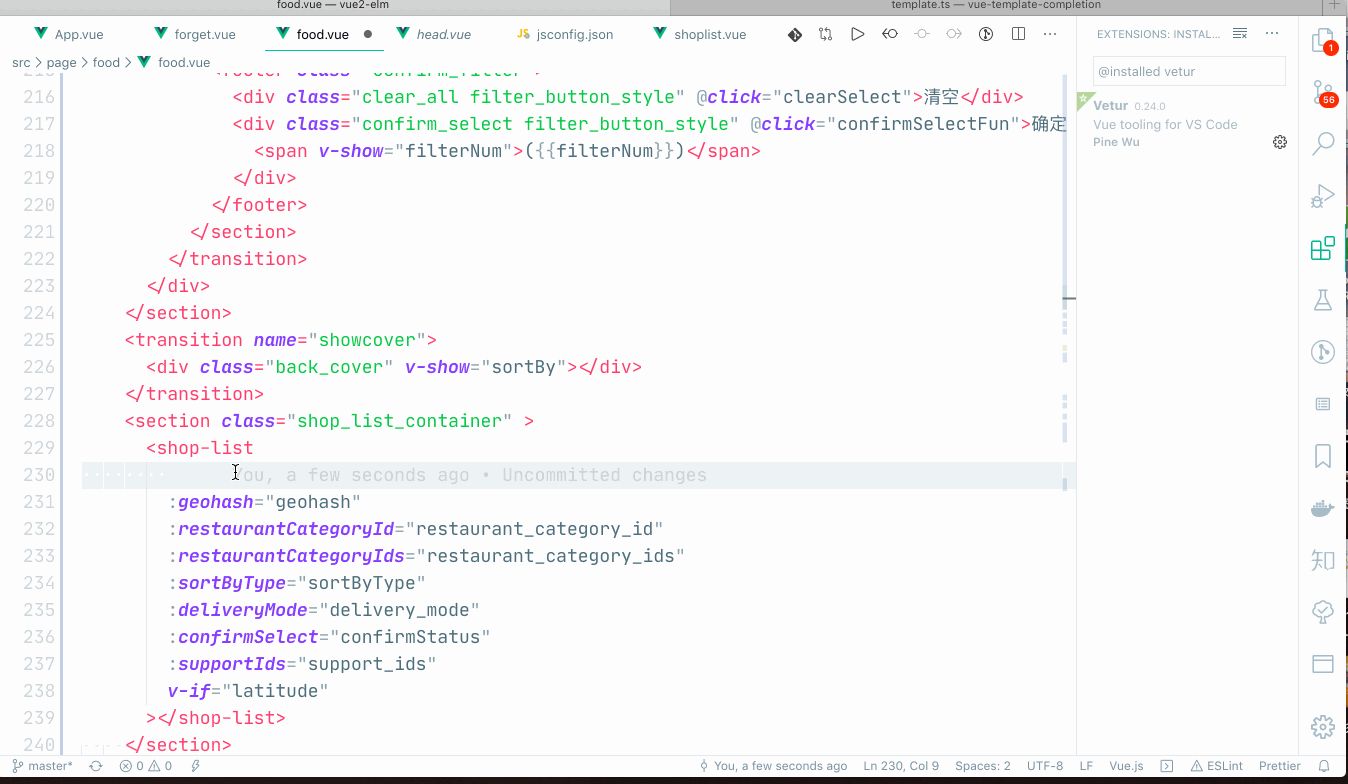 food.vue — vue2-elm
template.ts — vue-template-completion
App.vue
forget.vue
food.vue
head.vue
JS jsconfig.json
shoplist.vue
src > page > food > food.vue
216 <div class="clear_all filter_button_style" @click="clearSelect">清空</div>
217 <div class="confirm_select filter_button_style" @click="confirmSelectFun">确定
218 <span v-show="filterNum">({{filterNum}})</span>
219 </div>
220 </footer>
221 </section>
222 </transition>
223 </div>
224 </section>
225 <transition name="showcover">
226 <div class="back_cover" v-show="sortBy"></div>
227 </transition>
228 <section class="shop_list_container" >
229 <shop-list
230 You, a few seconds ago • Uncommitted changes
231 :geohash="geohash"
232 :restaurantCategoryId="restaurant_category_id"
233 :restaurantCategoryIds="restaurant_category_ids"
234 :sortByType="sortByType"
235 :deliveryMode="delivery_mode"
236 :confirmSelect="confirmStatus"
237 :supportIds="support_ids"
238 v-if="latitude"
239 ></shop-list>
240 </section>
EXTENSIONS: INSTAL...
@installed vetur
Vetur 0.24.0
Vue tooling for VS Code
Pine Wu
1
56
知
master*
0
0
You, a few seconds ago
Ln 230, Col 9
Spaces: 2
UTF-8
LF
Vue.js
ESLint
Prettier